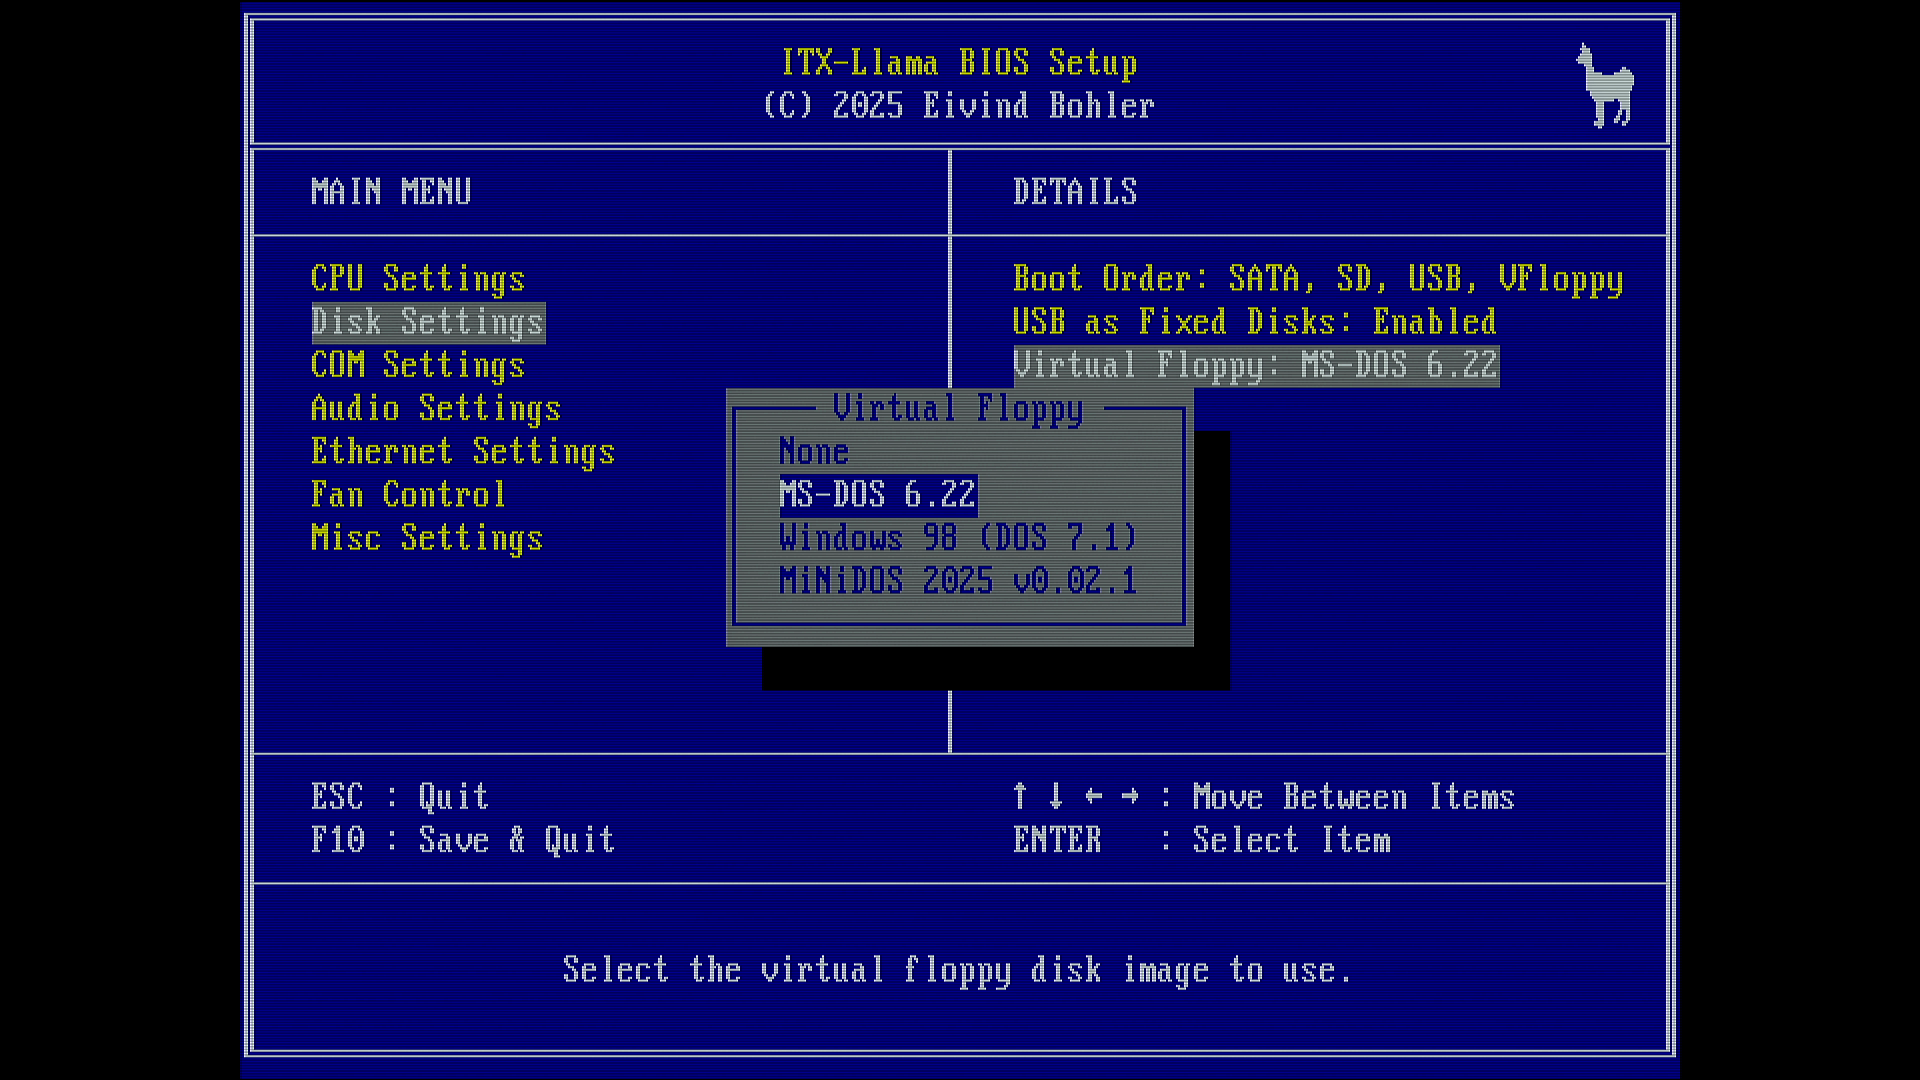 ITX-Llama BIOS Setup
(C) 2025 Eivind Bohler
MAIN MENU
DETAILS
CPU Settings
Disk Settings
COM Settings
Audio Settings
Ethernet Settings
Fan Control
Misc Settings
Boot Order: SATA, SD, USB, VFloppy
USB as Fixed Disks: Enabled
Virtual Floppy: MS-DOS 6.22
Virtual Floppy
None
MS-DOS 6.22
Windows 98 (DOS 7.1)
MiNiDOS 2025 v0.02.1
ESC : Quit
F10 : Save & Quit
↑ ↓ ← → : Move Between Items
ENTER : Select Item
Select the virtual floppy disk image to use.